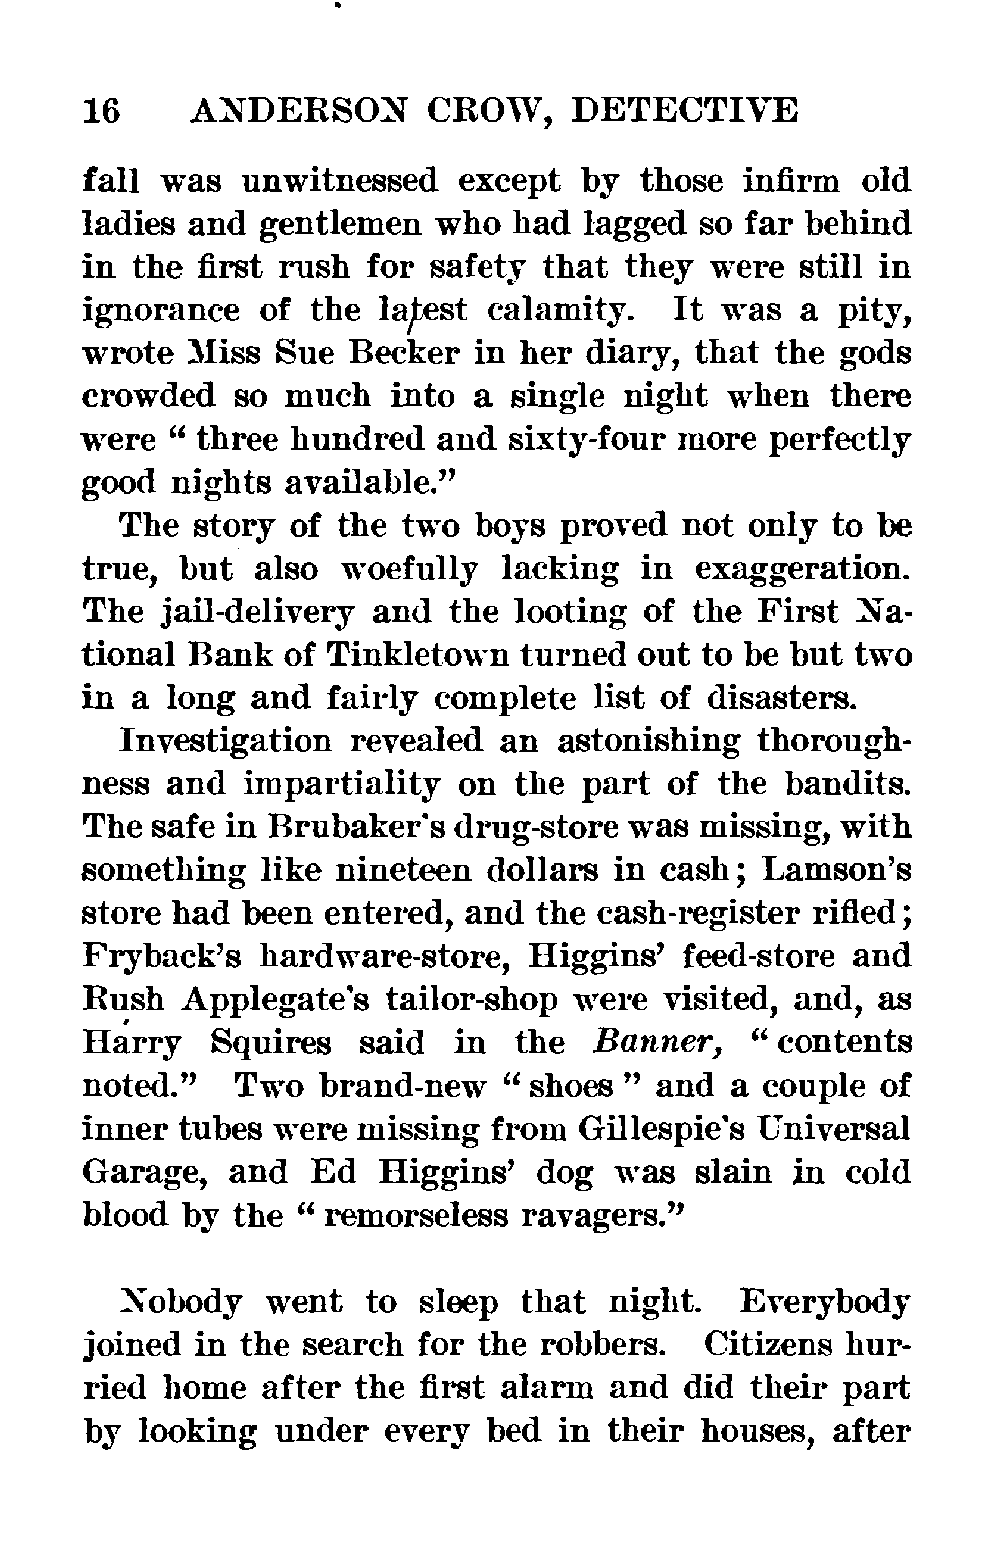 16 ANDERSON CROW, DETECTIVE
fall was unwitnessed except by those infirm old
ladies and gentlemen who had lagged so far behind
in the first rush for safety that they were still in
ignorance of the latest calamity. It was a pity,
wrote Miss Sue Becker in her diary, that the gods
crowded so much into a single night when there
were “ three hundred and sixty-four more perfectly
good nights available.”
The story of the two boys proved not only to be
true, but also woefully lacking in exaggeration.
The jail-delivery and the looting of the First Na-
tional Bank of Tinkletown turned out to be but two
in a long and fairly complete list of disasters.
Investigation revealed an astonishing thorough-
ness and impartiality on the part of the bandits.
The safe in Brubaker's drug-store was missing, with
something like nineteen dollars in cash; Lamson's
store had been entered, and the cash-register rifled;
Fryback's hardware-store, Higgins' feed-store and
Rush Applegate's tailor-shop were visited, and, as
Harry Squires said in the Banner, “ contents
noted.” Two brand-new “ shoes ” and a couple of
inner tubes were missing from Gillespie's Universal
Garage, and Ed Higgins' dog was slain in cold
blood by the “ remorseless ravagers.”
Nobody went to sleep that night. Everybody
joined in the search for the robbers. Citizens hur-
ried home after the first alarm and did their part
by looking under every bed in their houses, after